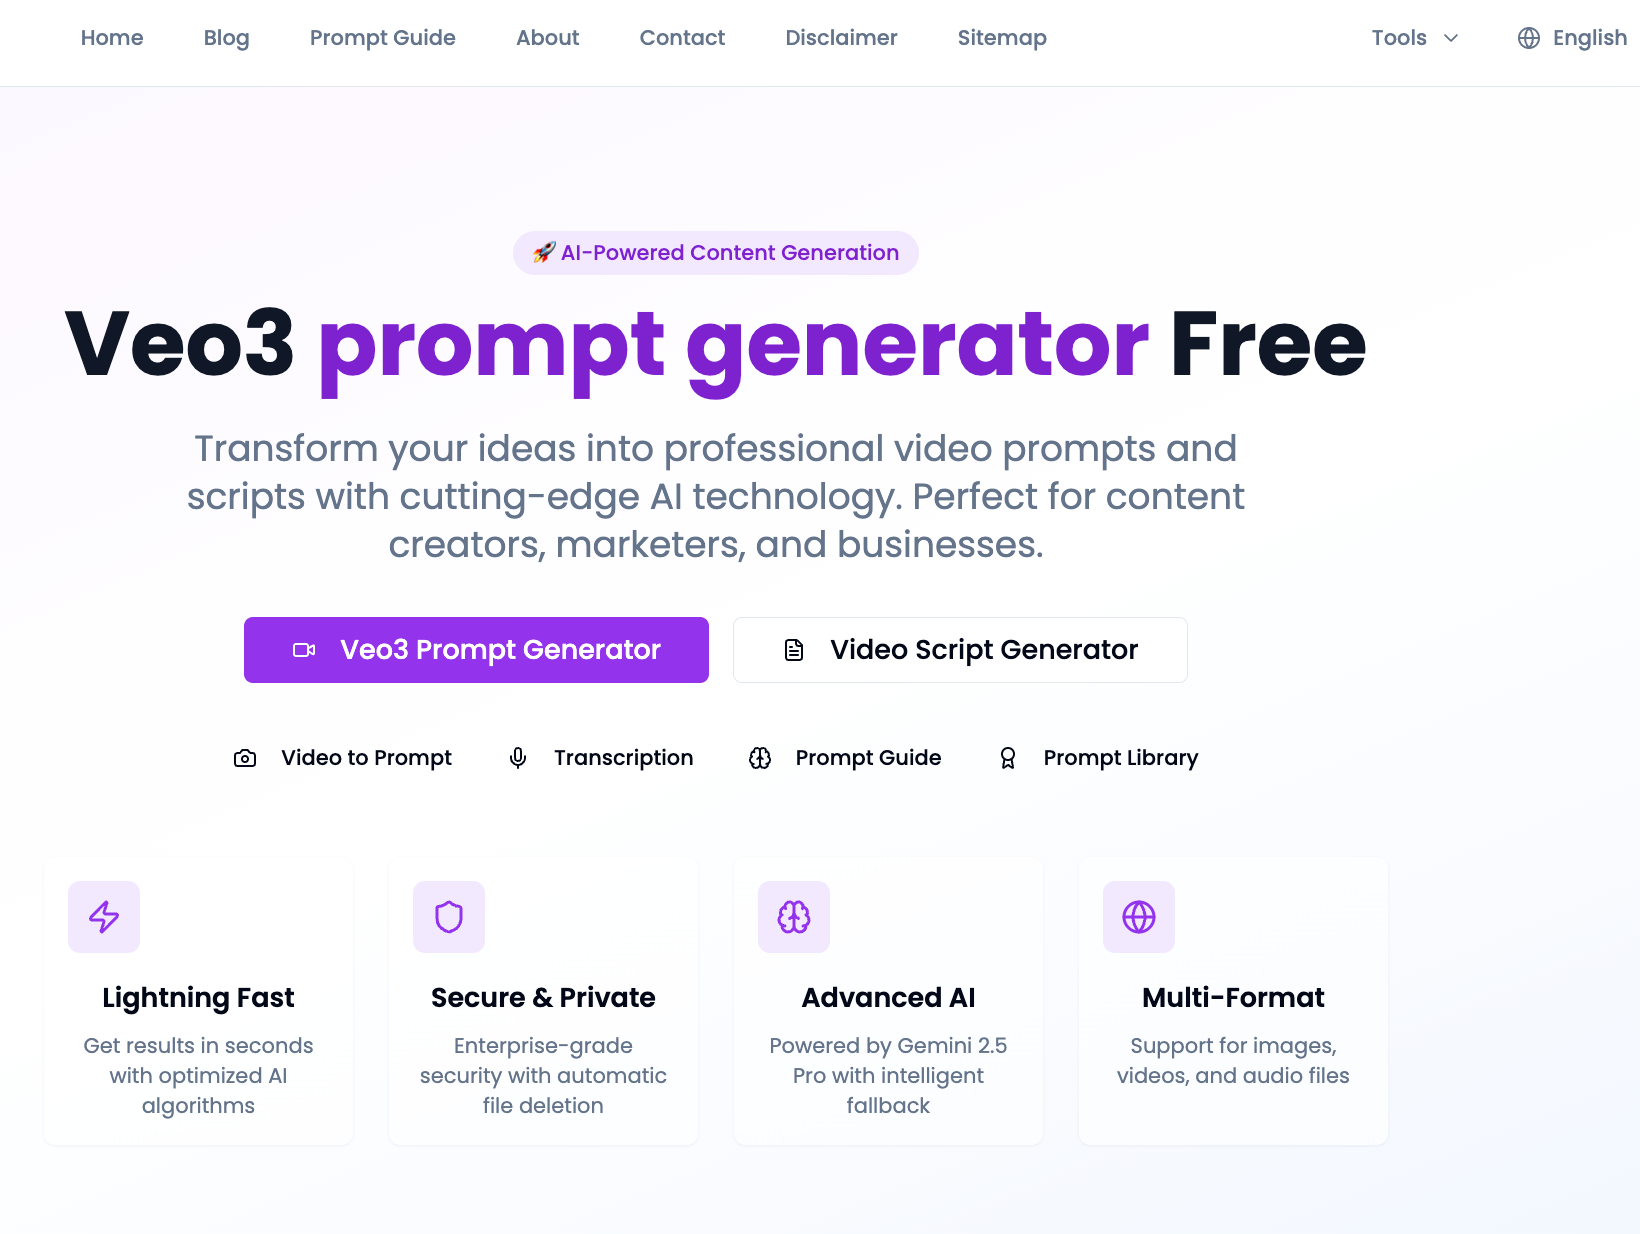 Home Blog Prompt Guide About Contact Disclaimer Sitemap Tools English
🚀 AI-Powered Content Generation
Veo3 prompt generator Free
Transform your ideas into professional video prompts and
scripts with cutting-edge AI technology. Perfect for content
creators, marketers, and businesses.
Veo3 Prompt Generator
Video Script Generator
Video to Prompt
Transcription
Prompt Guide
Prompt Library
Lightning Fast
Get results in seconds
with optimized AI
algorithms
Secure & Private
Enterprise-grade
security with automatic
file deletion
Advanced AI
Powered by Gemini 2.5
Pro with intelligent
fallback
Multi-Format
Support for images,
videos, and audio files